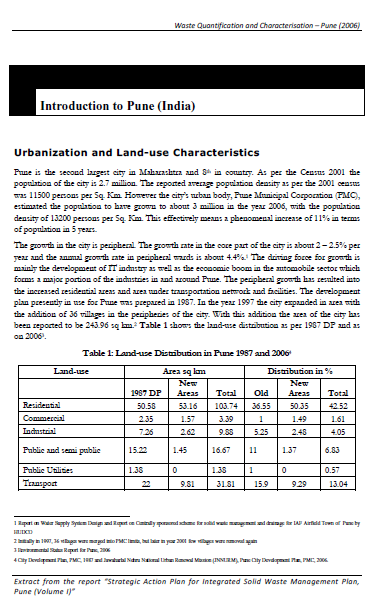 Waste Quantification and Characterisation – Pune (2006)
Introduction to Pune (India)
Urbanization and Land-use Characteristics
Pune is the second largest city in Maharashtra and 8th in country. As per the Census 2001 the
population of the city is 2.7 million. The reported average population density as per the 2001 census
was 11500 persons per Sq. Km. However the city's urban body, Pune Municipal Corporation (PMC),
estimated the population to have grown to about 3 million in the year 2006, with the population
density of 13200 persons per Sq. Km. This effectively means a phenomenal increase of 11% in terms
of population in 5 years.
The growth in the city is peripheral. The growth rate in the core part of the city is about 2 – 2.5% per
year and the annual growth rate in peripheral wards is about 4.4%.1 The driving force for growth is
mainly the development of IT industry as well as the economic boom in the automobile sector which
forms a major portion of the industries in and around Pune. The peripheral growth has resulted into
the increased residential areas and area under transportation network and facilities. The development
plan presently in use for Pune was prepared in 1987. In the year 1997 the city expanded in area with
the addition of 36 villages in the peripheries of the city. With this addition the area of the city has
been reported to be 243.96 sq km.2 Table 1 shows the land-use distribution as per 1987 DP and as
on 20063.
Table 1: Land-use Distribution in Pune 1987 and 20064
Land-use Area sq km Distribution in %
1987 DP New Areas Total Old New Areas Total
Residential 50.58 53.16 103.74 36.55 50.35 42.52
Commercial 2.35 1.57 3.39 1 1.49 1.61
Industrial 7.26 2.62 9.88 5.25 2.48 4.05
Public and semi public 15.22 1.45 16.67 11 1.37 6.83
Public Utilities 1.38 0 1.38 1 0 0.57
Transport 22 9.81 31.81 15.9 9.29 13.04
1 Report on Water Supply System Design and Report on Centrally sponsored scheme for solid waste management and drainage for IAF Airfield Town of Pune by
HUDCO
2 Initially in 1997, 36 villages were merged into PMC limits, but later in year 2001 few villages were removed again
3 Environmental Status Report for Pune, 2006
4 City Development Plan, PMC, 1987 and Jawaharlal Nehru National Urban Renewal Mission (JNNURM), Pune City Development Plan, PMC, 2006.
Extract from the report "Strategic Action Plan for Integrated Solid Waste Management Plan,
Pune (Volume I)"